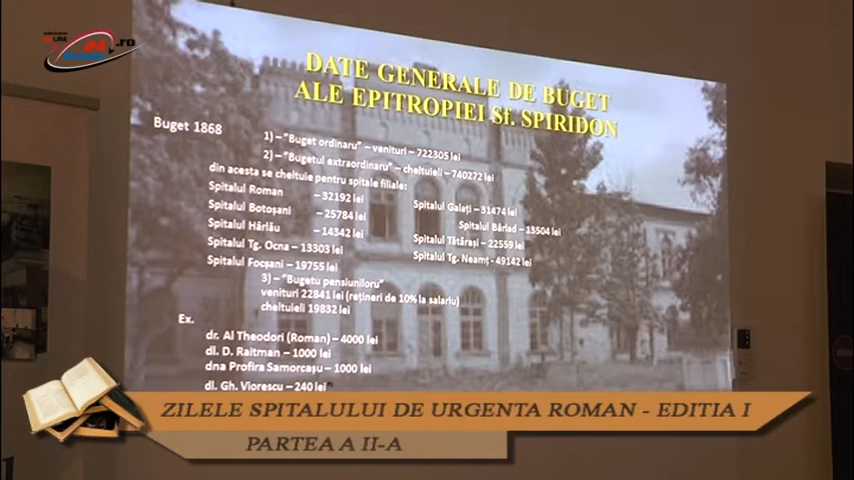 24.ro
DATE GENERALE DE BUGET
ALE EPITROPIEI St. SPIRIDON
Buget 1868
1) – "Buget ordinaru" – venituri – 722305 lei
2) – "Bugetul extraordinaru" – cheltuieli – 740272 lei
din acesta se cheltuie pentru spitale filiale:
Spitalul Roman – 32192 lei Spitalul Galați – 31474 lei
Spitalul Botoșani – 25784 lei Spitalul Bârlad – 13504 lei
Spitalul Hârlău – 14342 lei Spitalul Tătărași – 22559 lei
Spitalul Tg. Ocna – 13303 lei Spitalul Tg. Neamț - 49142 lei
Spitalul Focșani – 19755 lei
3) – "Bugetu pensiuniloru"
venituri 22841 lei (rețineri de 10% la salariu)
cheltuieli 19832 lei
Ex.
dr. Al Theodori (Roman) – 4000 lei
dl. D. Raitman – 1000 lei
dna Profira Samorcașu – 1000 lei
dl. Gh. Viorescu – 240 lei
ZILELE SPITALULUI DE URGENTA ROMAN - EDITIA I
PARTEA A II-A